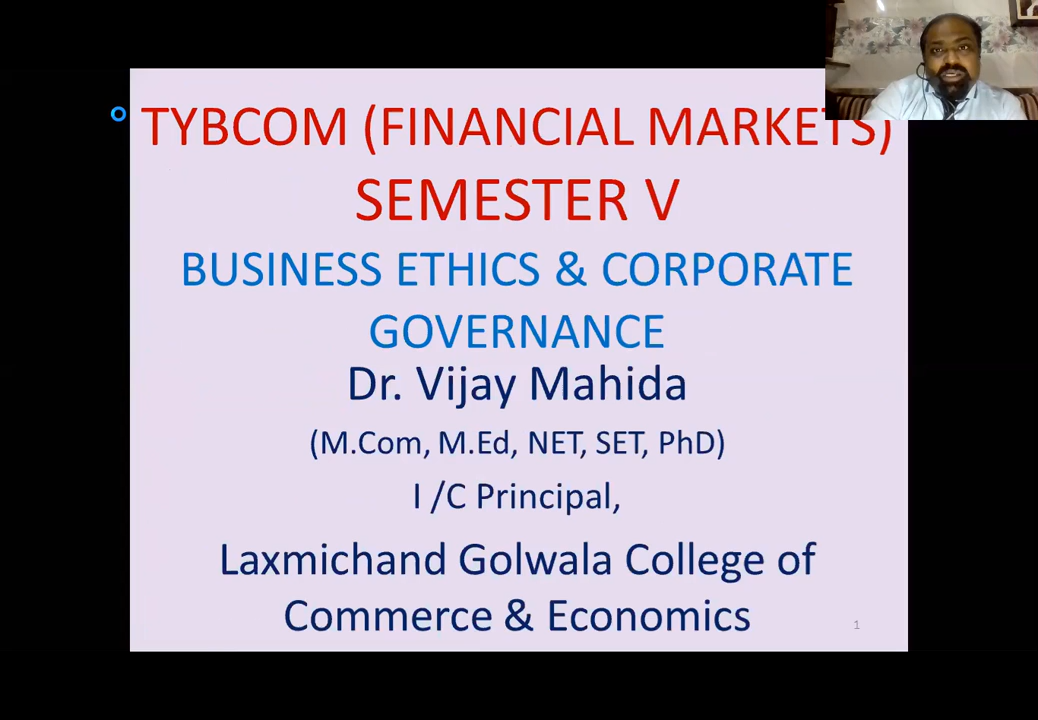 TYBCOM (FINANCIAL MARKETS)
SEMESTER V
BUSINESS ETHICS & CORPORATE
GOVERNANCE
Dr. Vijay Mahida
(M.Com, M.Ed, NET, SET, PhD)
I /C Principal,
Laxmichand Golwala College of
Commerce & Economics
1